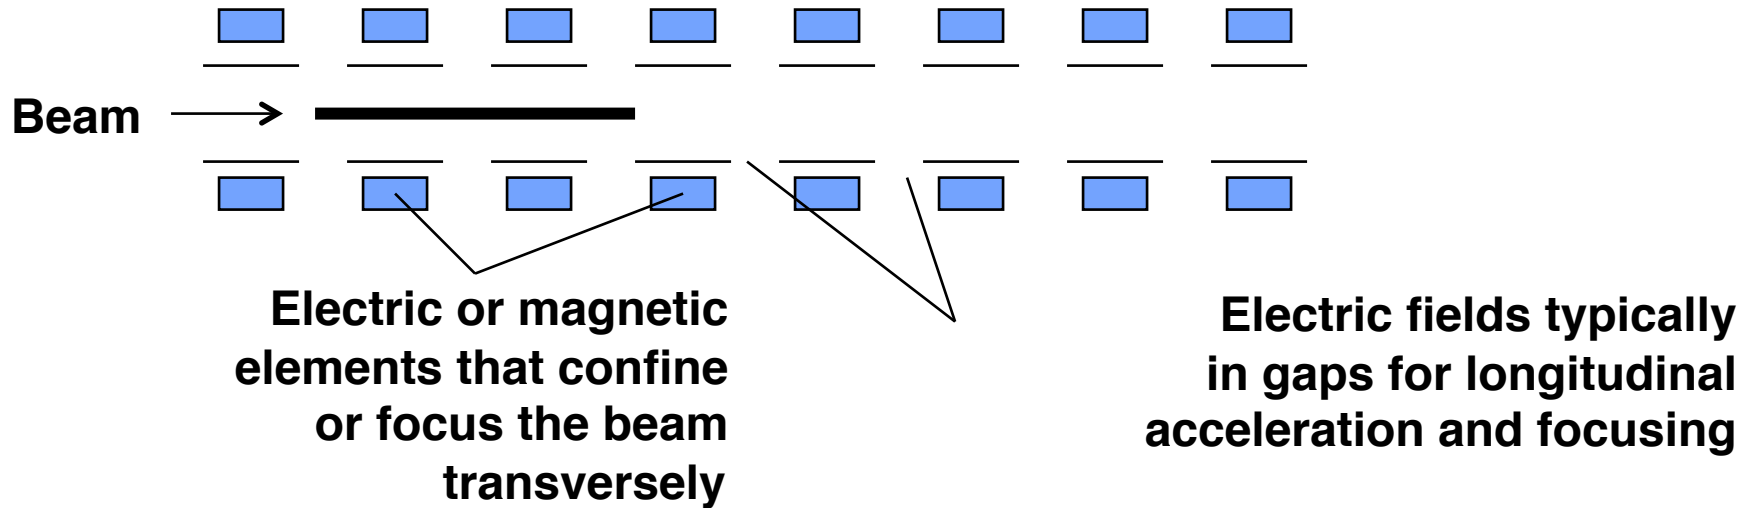 Beam
Electric or magnetic
elements that confine
or focus the beam
transversely
Electric fields typically
in gaps for longitudinal
acceleration and focusing